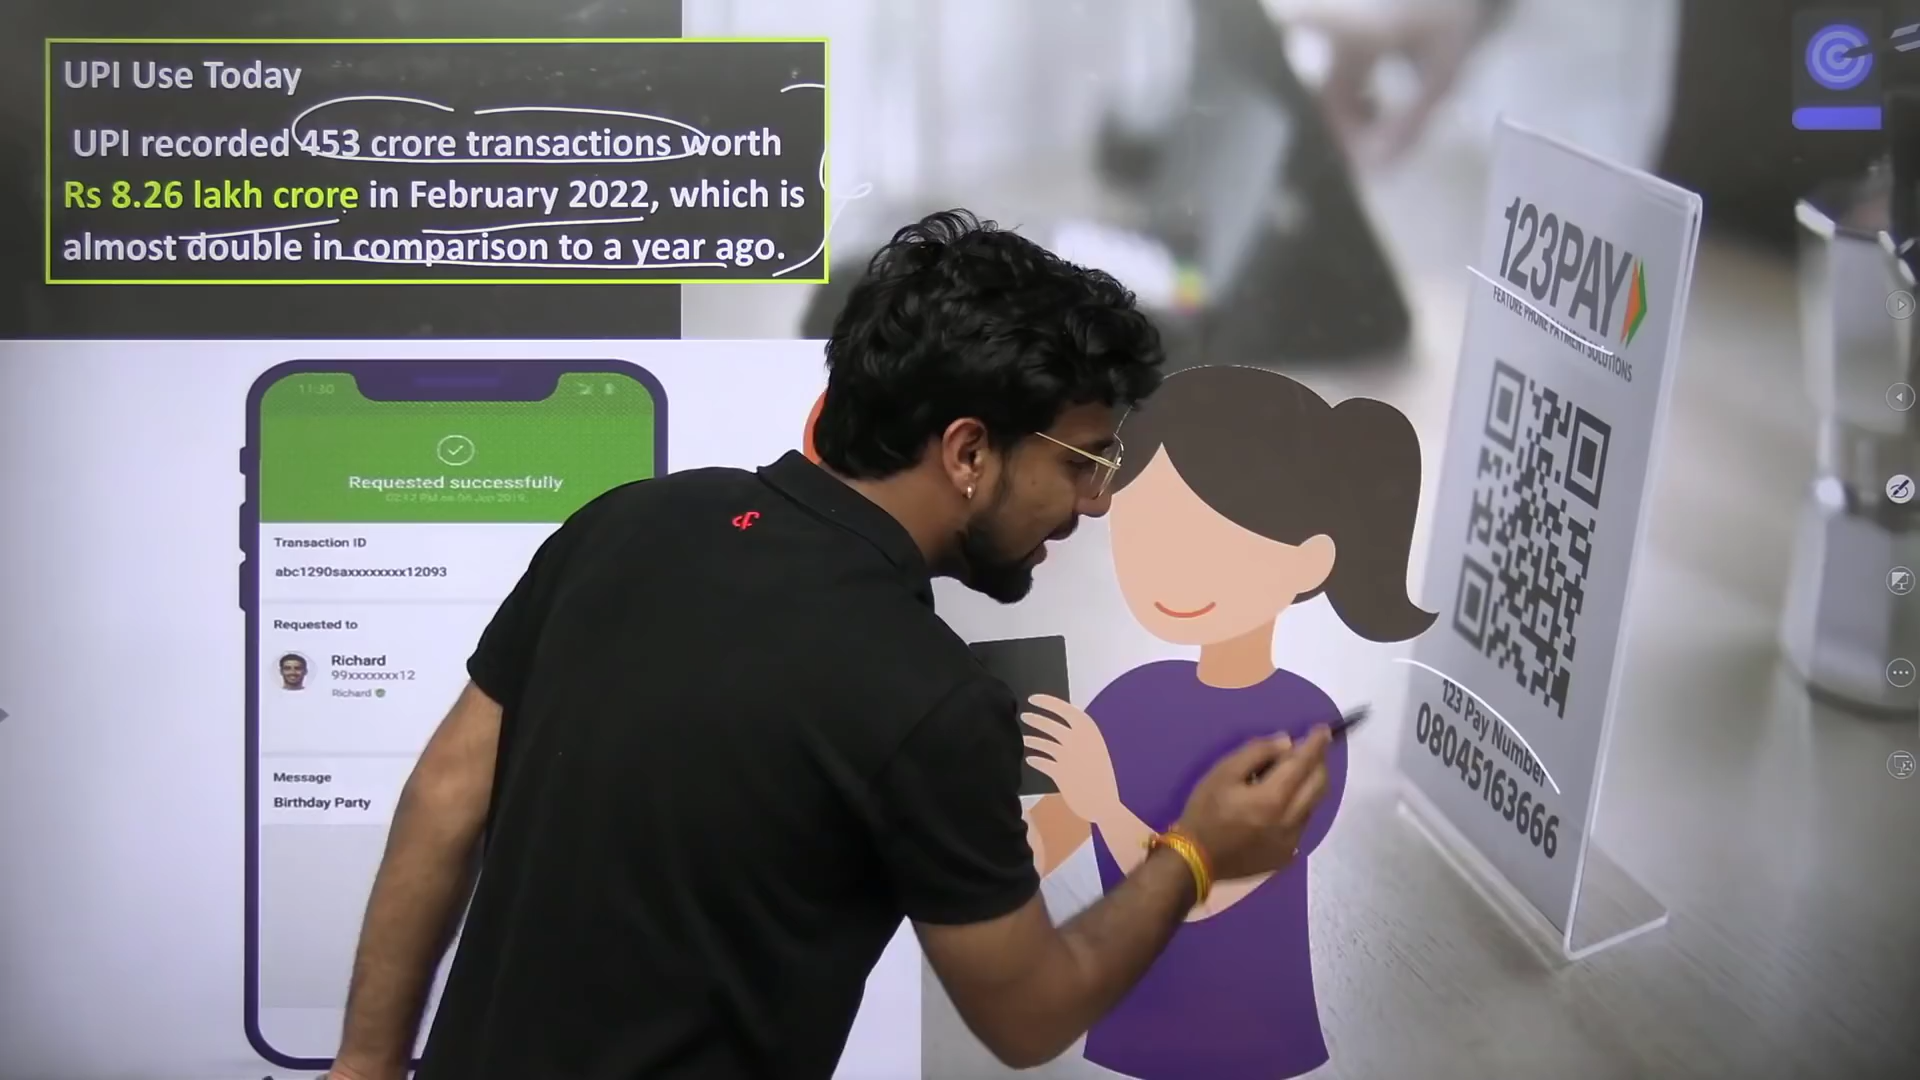 UPI Use Today
UPI recorded 453 crore transactions worth
Rs 8.26 lakh crore in February 2022, which is
almost double in comparison to a year ago.
11:30
Requested successfully
Transaction ID
abc1290saxxxxxxxx12093
Requested to
Richard
99xxxxxxx12
Richard
Message
Birthday Party
123PAY
FEATURE PHONE PAYMENT SOLUTIONS
123 Pay Number
08045163666